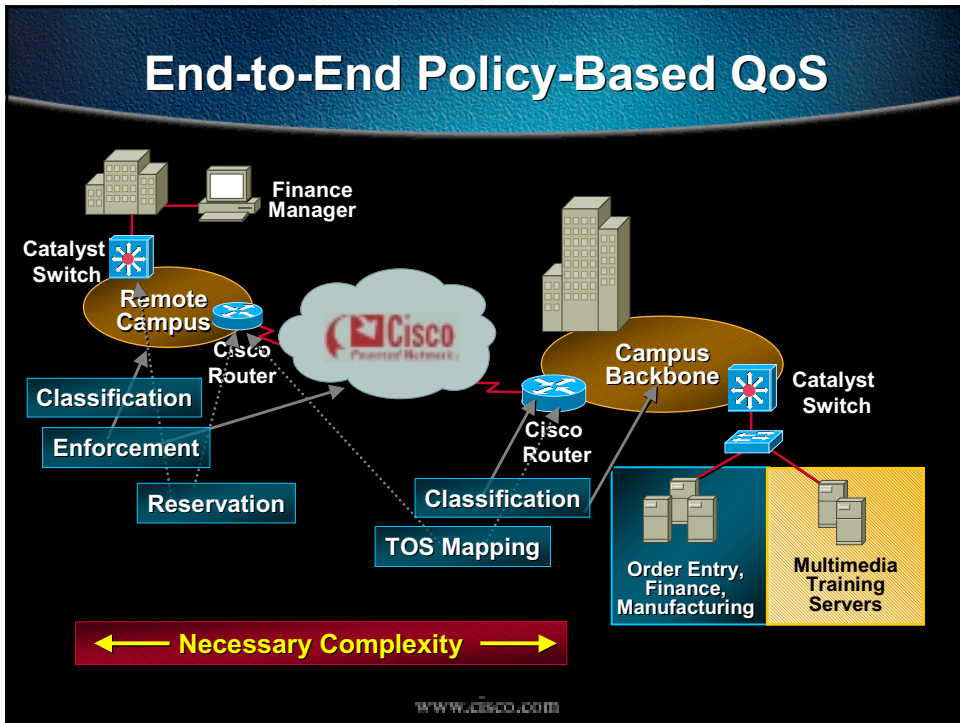 End-to-End Policy-Based QoS
Finance
Manager
Catalyst
Switch
Remote
Campus
Cisco
Router
Cisco
Powered Network.
Campus
Backbone
Catalyst
Switch
Cisco
Router
Classification
Enforcement
Reservation
Classification
TOS Mapping
Order Entry,
Finance,
Manufacturing
Multimedia
Training
Servers
Necessary Complexity
www.cisco.com